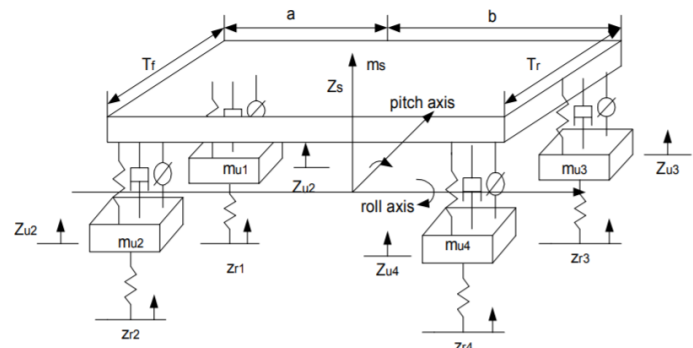 a
b
Tf
Tr
Zs
ms
pitch axis
mu1
Zu2
mu3
Zu3
roll axis
Zu2
mu2
zr1
mu4
Zu4
zr3
zr2
zr4